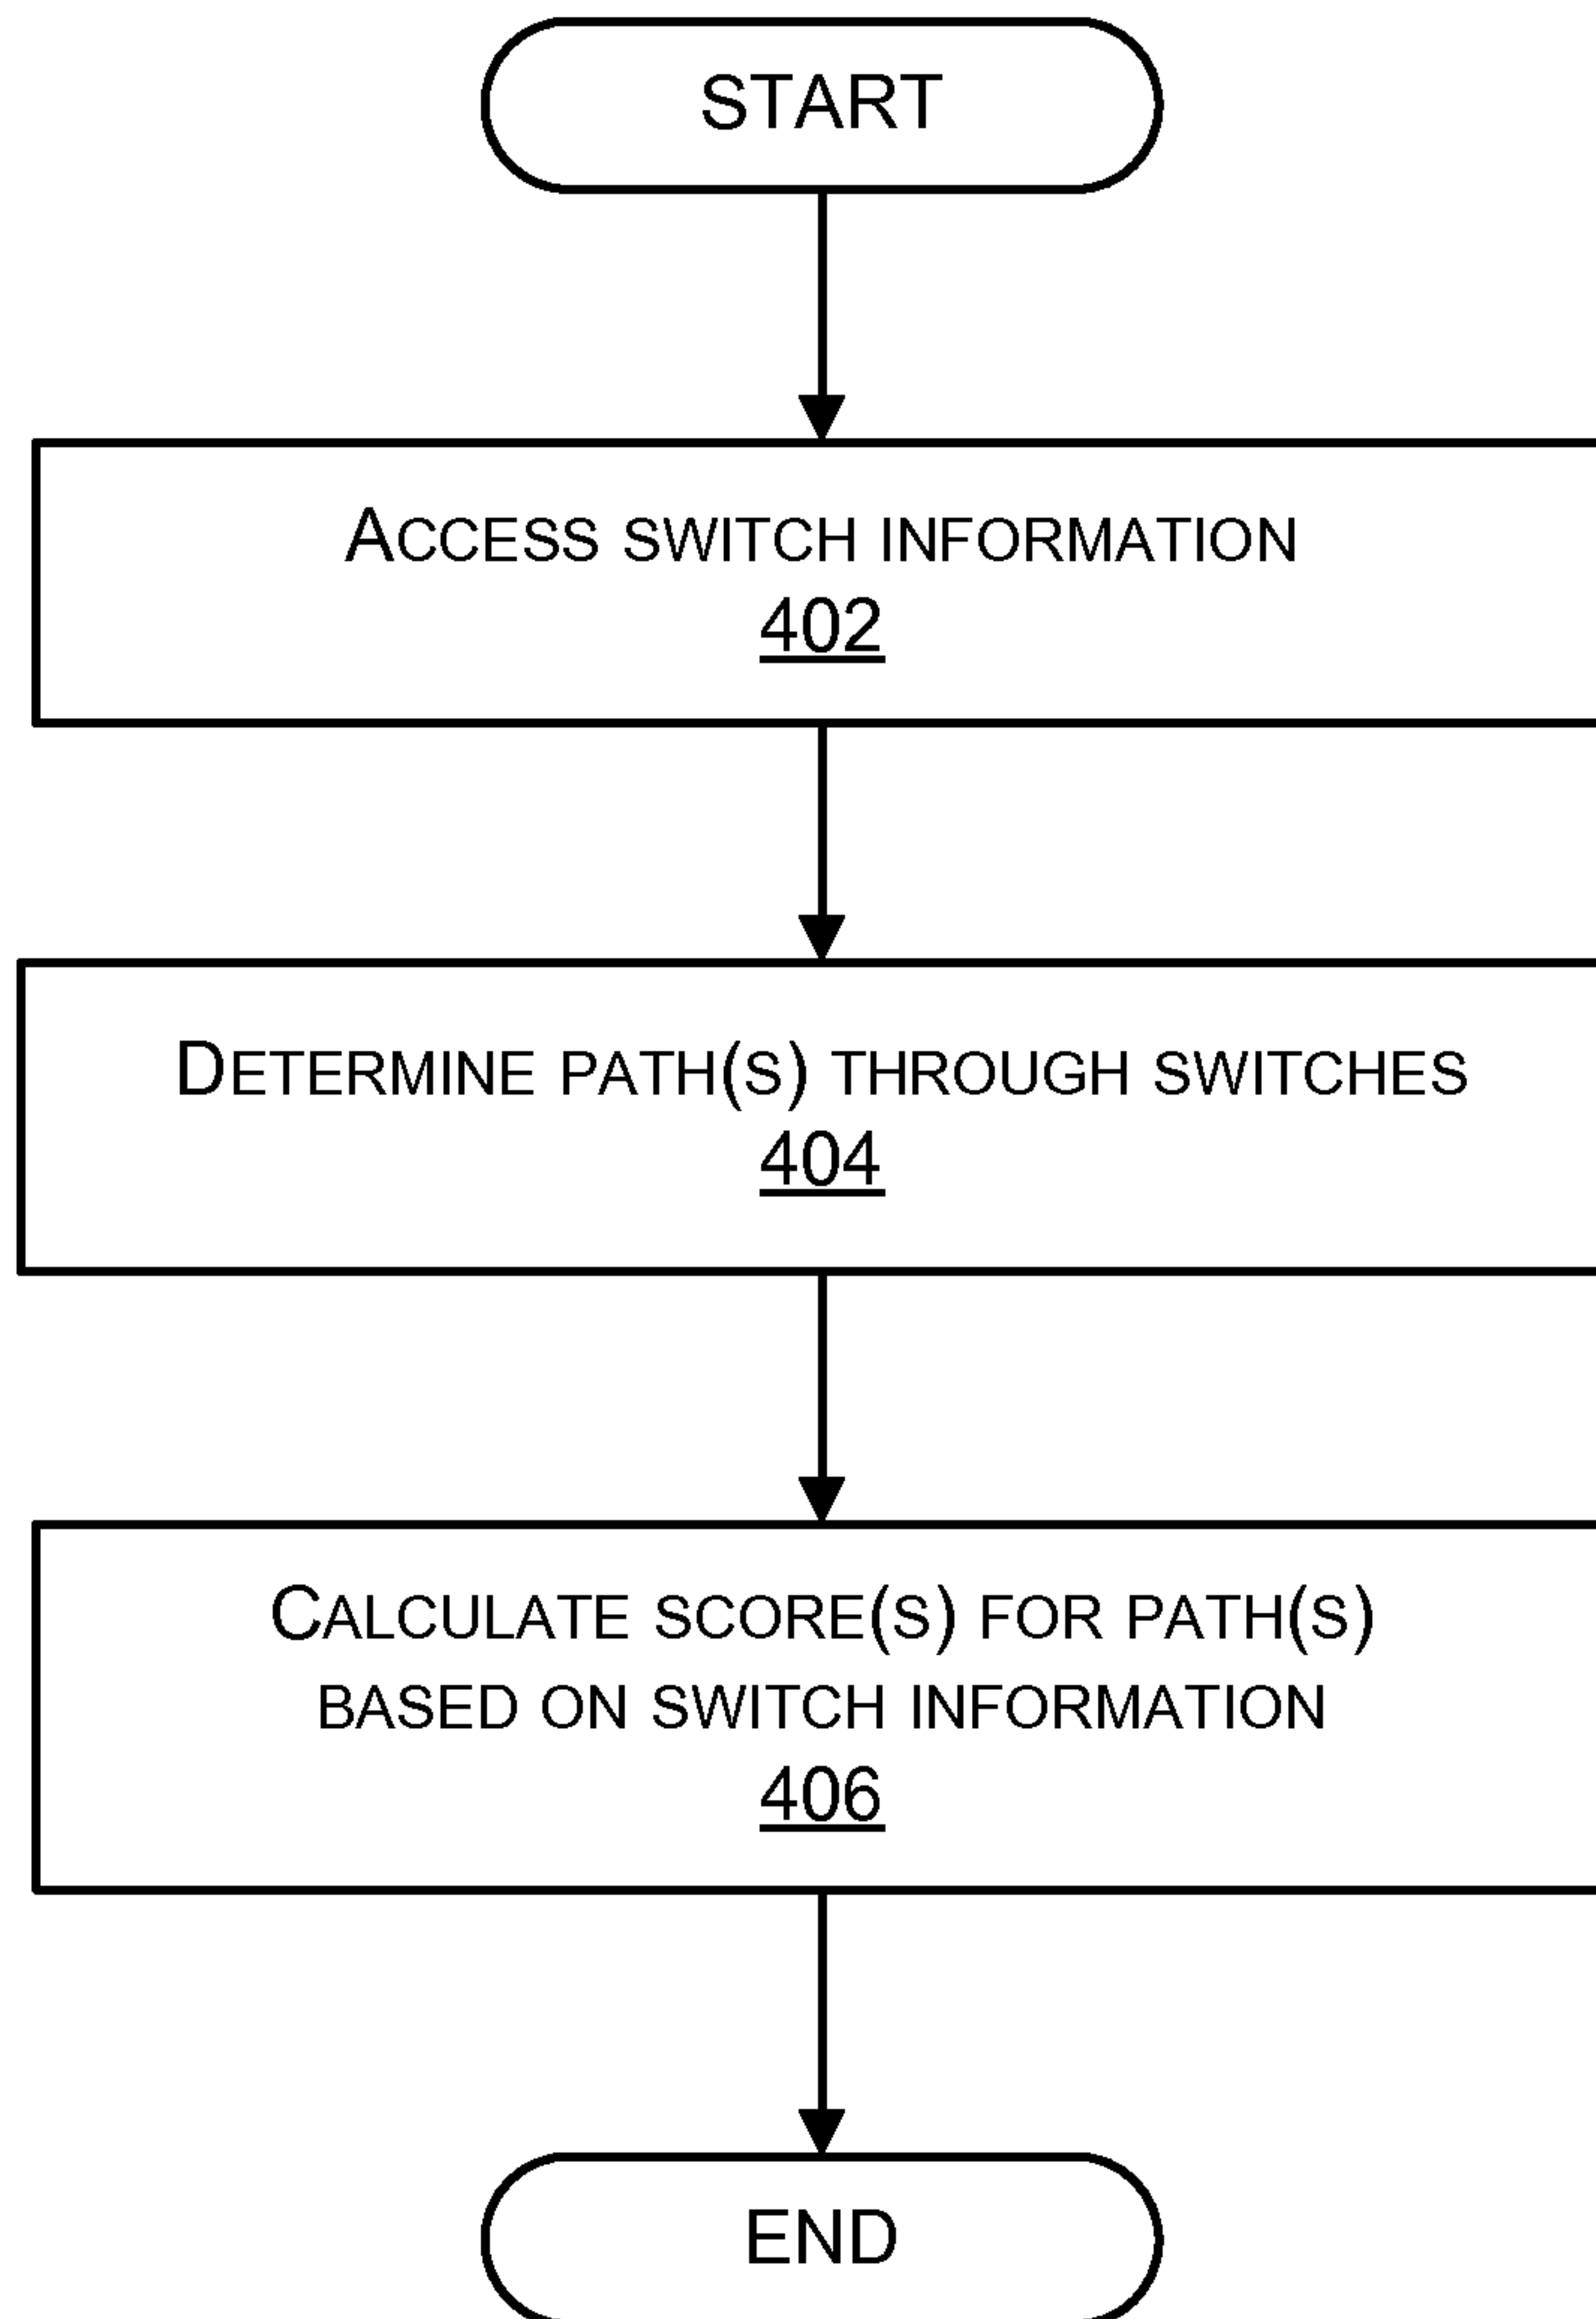 START
ACCESS SWITCH INFORMATION
402
DETERMINE PATH(S) THROUGH SWITCHES
404
CALCULATE SCORE(S) FOR PATH(S)
BASED ON SWITCH INFORMATION
406
END